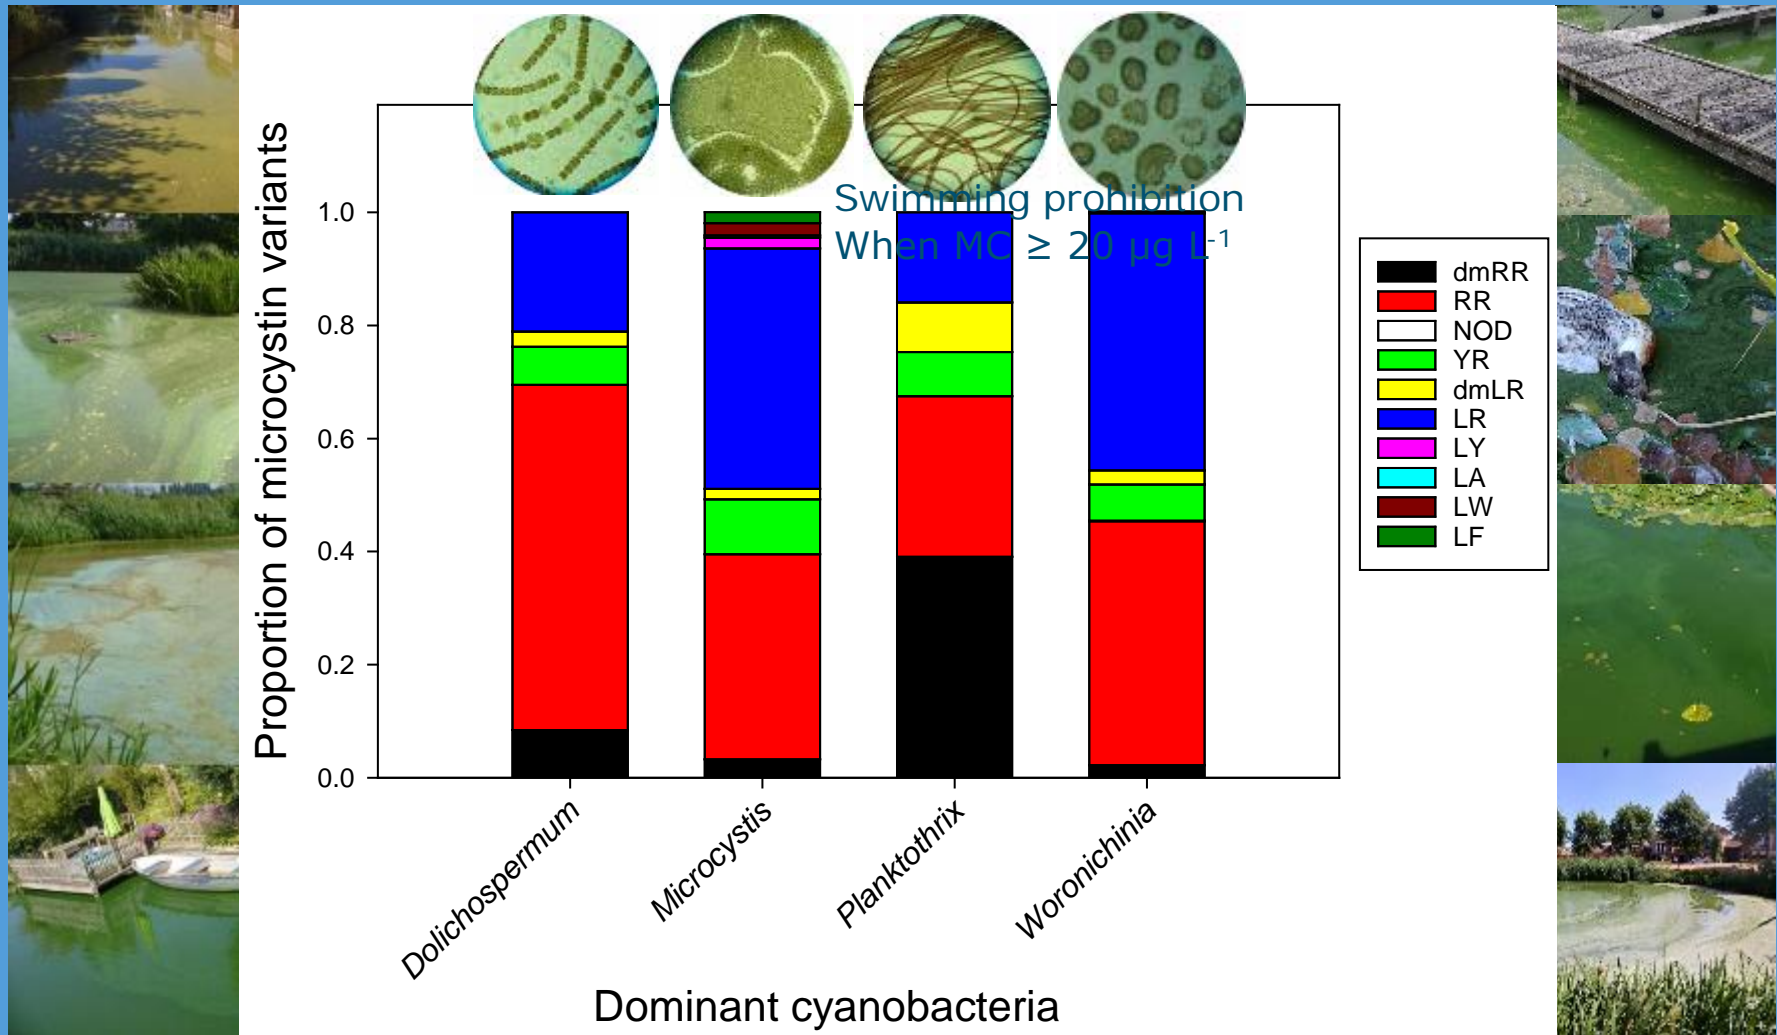 Swimming prohibition
When MC ≥ 20 µg L-1
Proportion of microcystin variants
1.0
0.8
0.6
0.4
0.2
0.0
dmRR
RR
NOD
YR
dmLR
LR
LY
LA
LW
LF
Dolichospermum
Microcystis
Planktothrix
Woronichinia
Dominant cyanobacteria